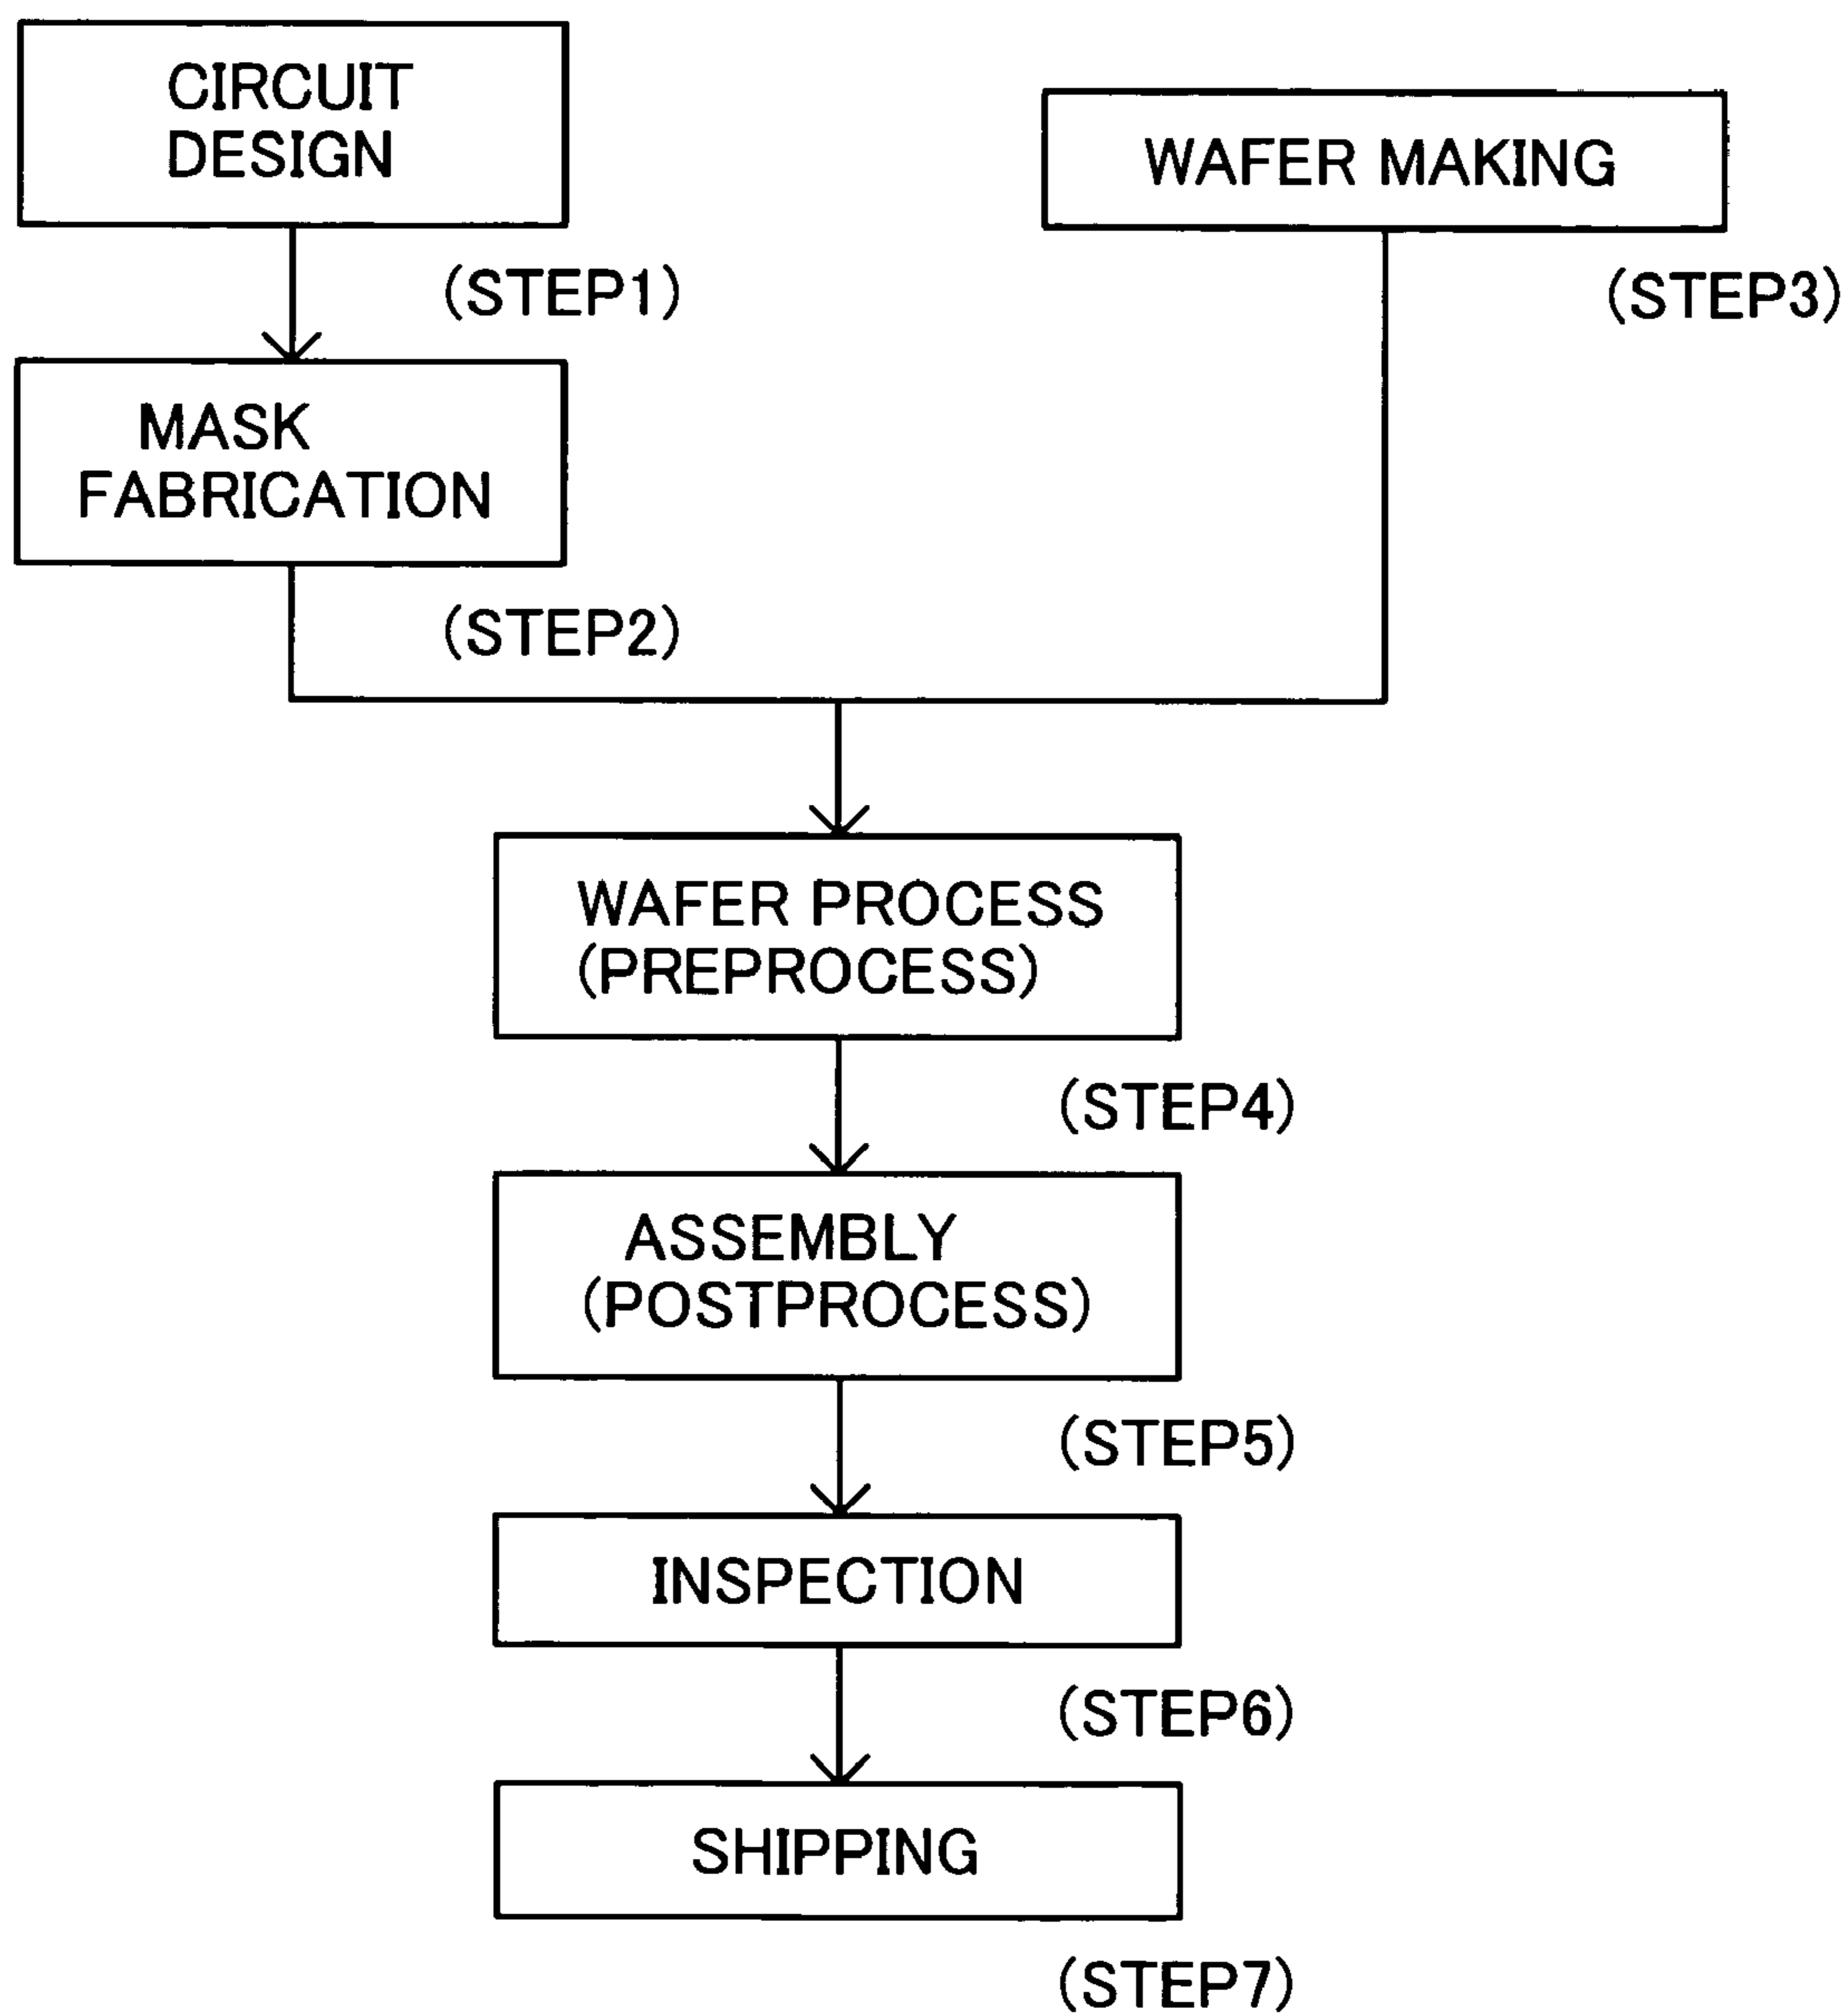 CIRCUIT
DESIGN
(STEP1)
MASK
FABRICATION
(STEP2)
WAFER MAKING
(STEP3)
WAFER PROCESS
(PREPROCESS)
(STEP4)
ASSEMBLY
(POSTPROCESS)
(STEP5)
INSPECTION
(STEP6)
SHIPPING
(STEP7)